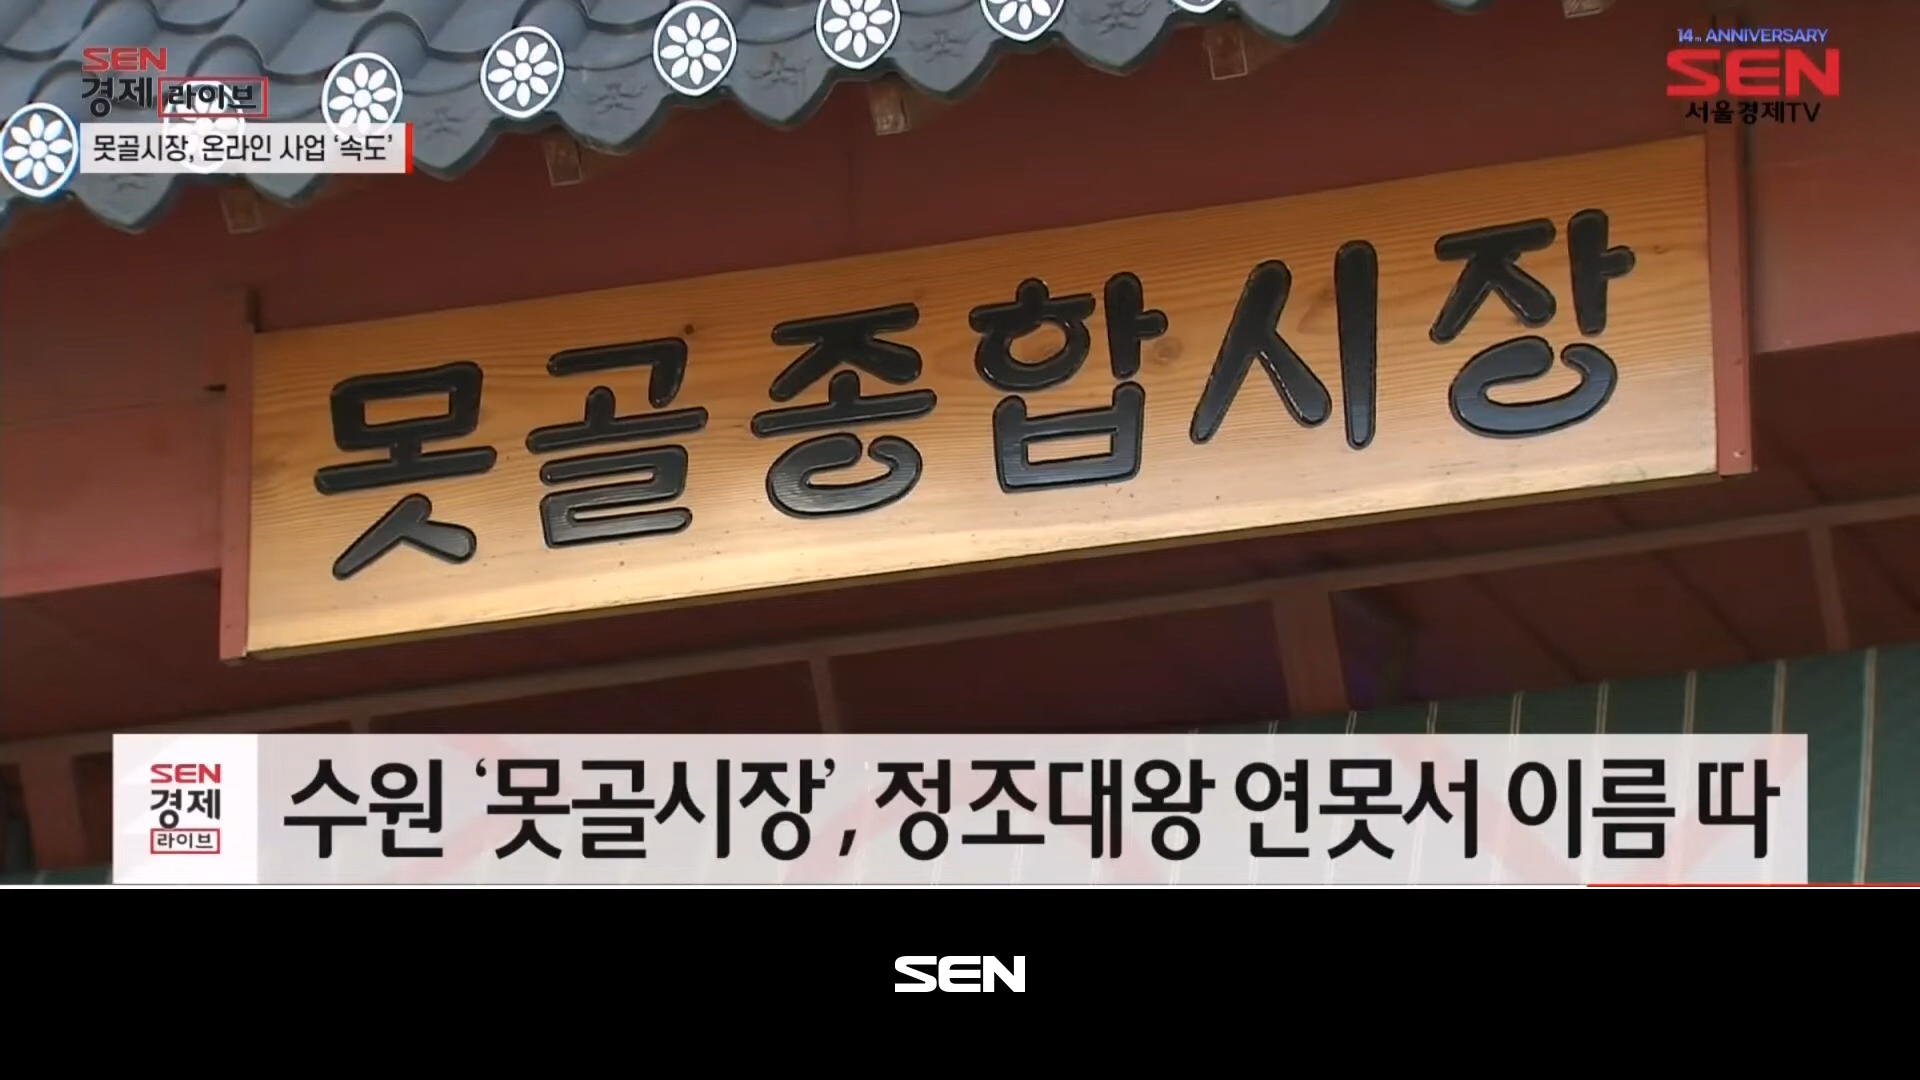 SEN
경제 라이브
못골시장, 온라인 사업 ‘속도’
14th ANNIVERSARY
SEN
서울경제TV
못골종합시장
SEN
경제
라이브
수원 ‘못골시장’, 정조대왕 연못서 이름 따
SEN